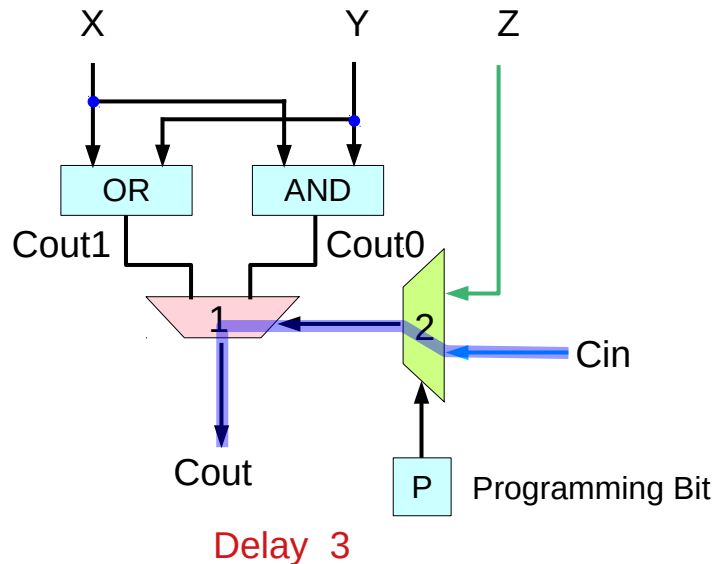 X Y Z
OR AND
Cout1 Cout0
1 2
Cin
Cout
P Programming Bit
Delay 3